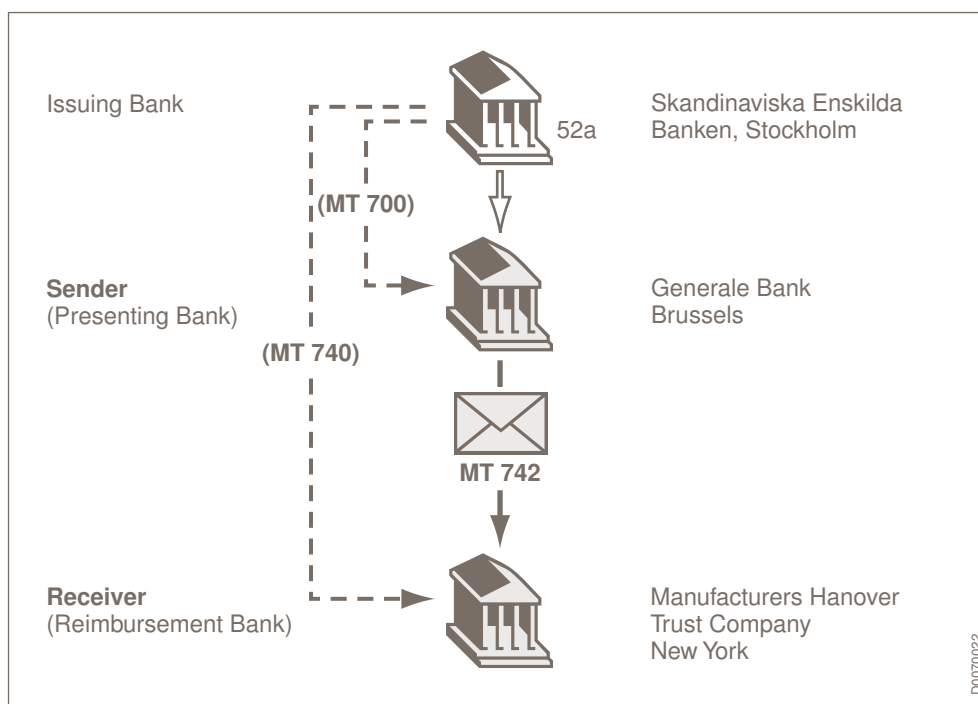 Issuing Bank
52a
Skandinaviska Enskilda
Banken, Stockholm
(MT 700)
Sender
(Presenting Bank)
Generale Bank
Brussels
(MT 740)
MT 742
Receiver
(Reimbursement Bank)
Manufacturers Hanover
Trust Company
New York
D0070022